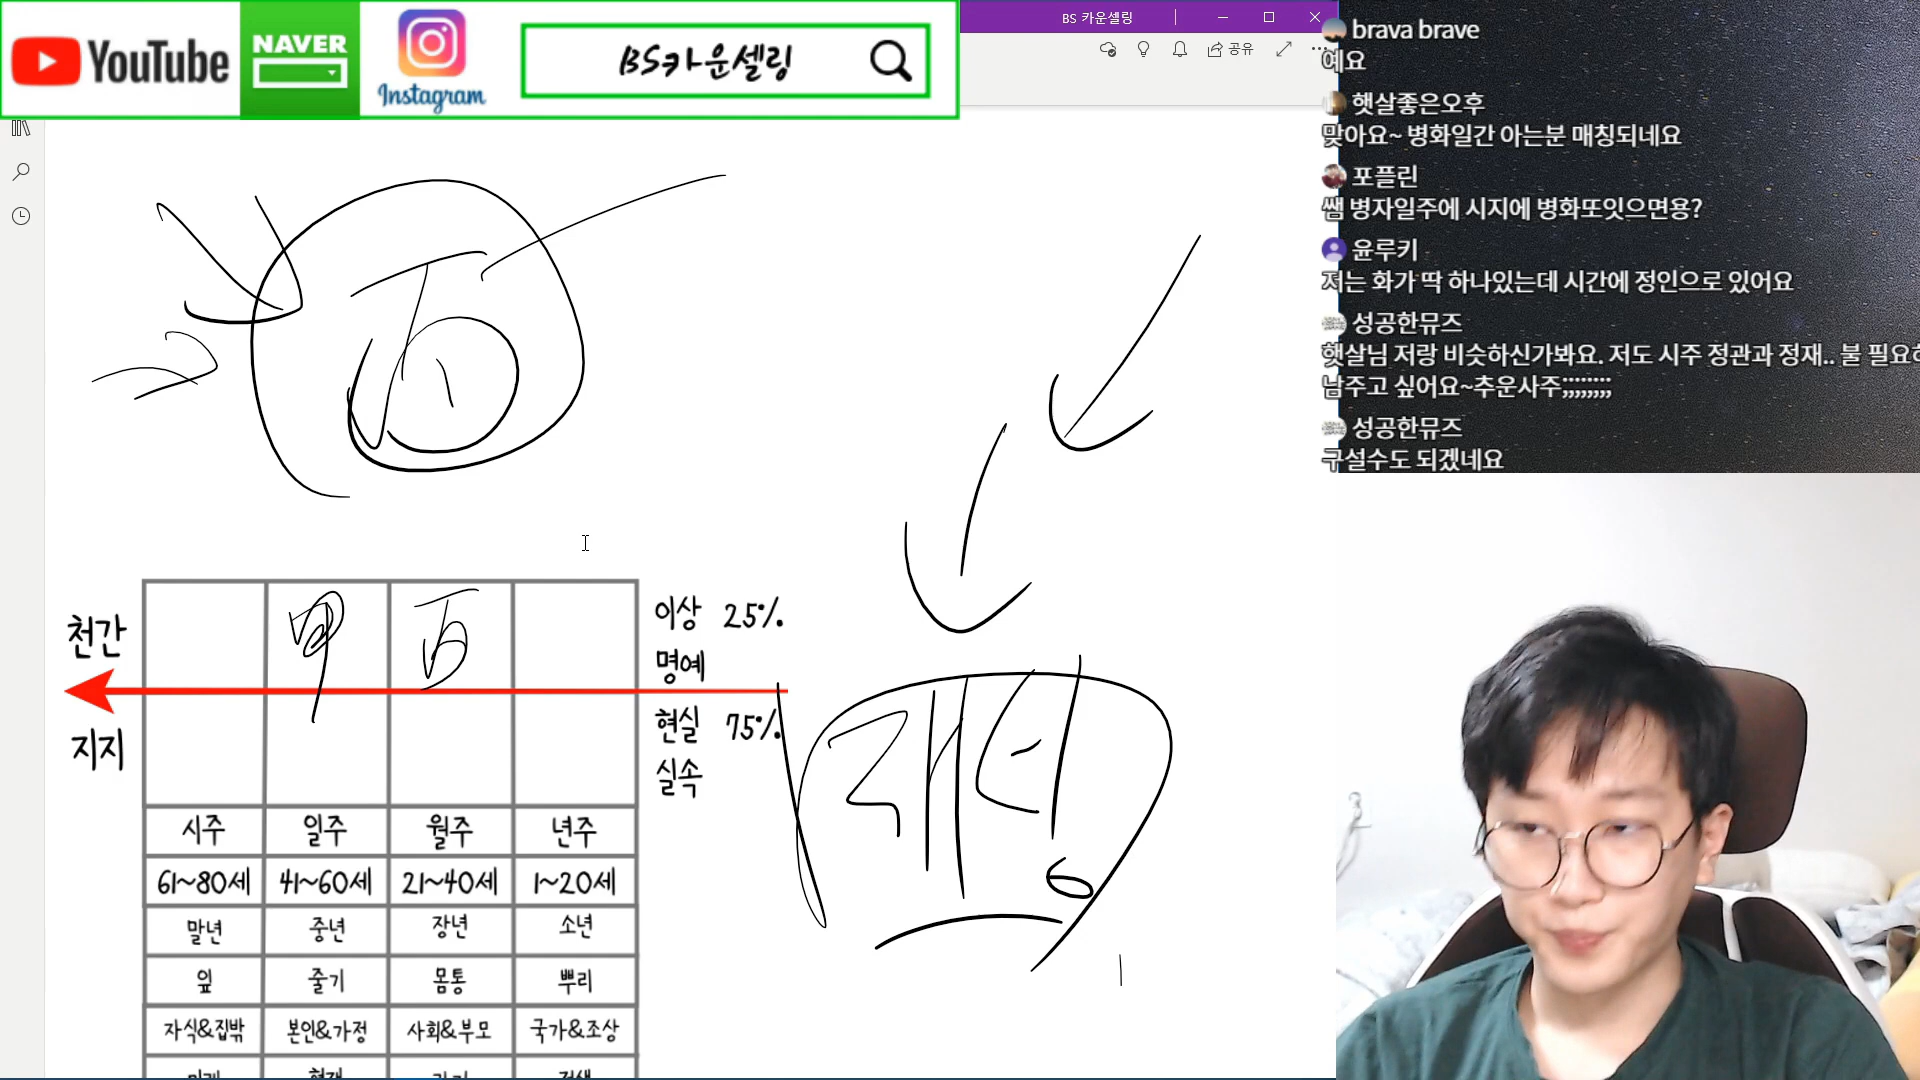 YouTube
NAVER
Instagram
BS카운셀링
BS 카운셀링
공유
brava brave
예요
햇살좋은오후
맞아요~ 병화일간 아는분 매칭되네요
포플린
쌤 병자일주에 시지에 병화또잇으면용?
윤루키
저는 화가 딱 하나있는데 시간에 정인으로 있어요
성공한뮤즈
햇살님 저랑 비슷하신가봐요. 저도 시주 정관과 정재.. 불 필요하
남주고 싶어요~추운사주;;;;;;;;
성공한뮤즈
구설수도 되겠네요
丙
甲 丙
천간
이상 25%
명예
지지
현실 75%
실속
시주 일주 월주 년주
61~80세 41~60세 21~40세 1~20세
말년 중년 장년 소년
잎 줄기 몸통 뿌리
자식&집밖 본인&가정 사회&부모 국가&조상